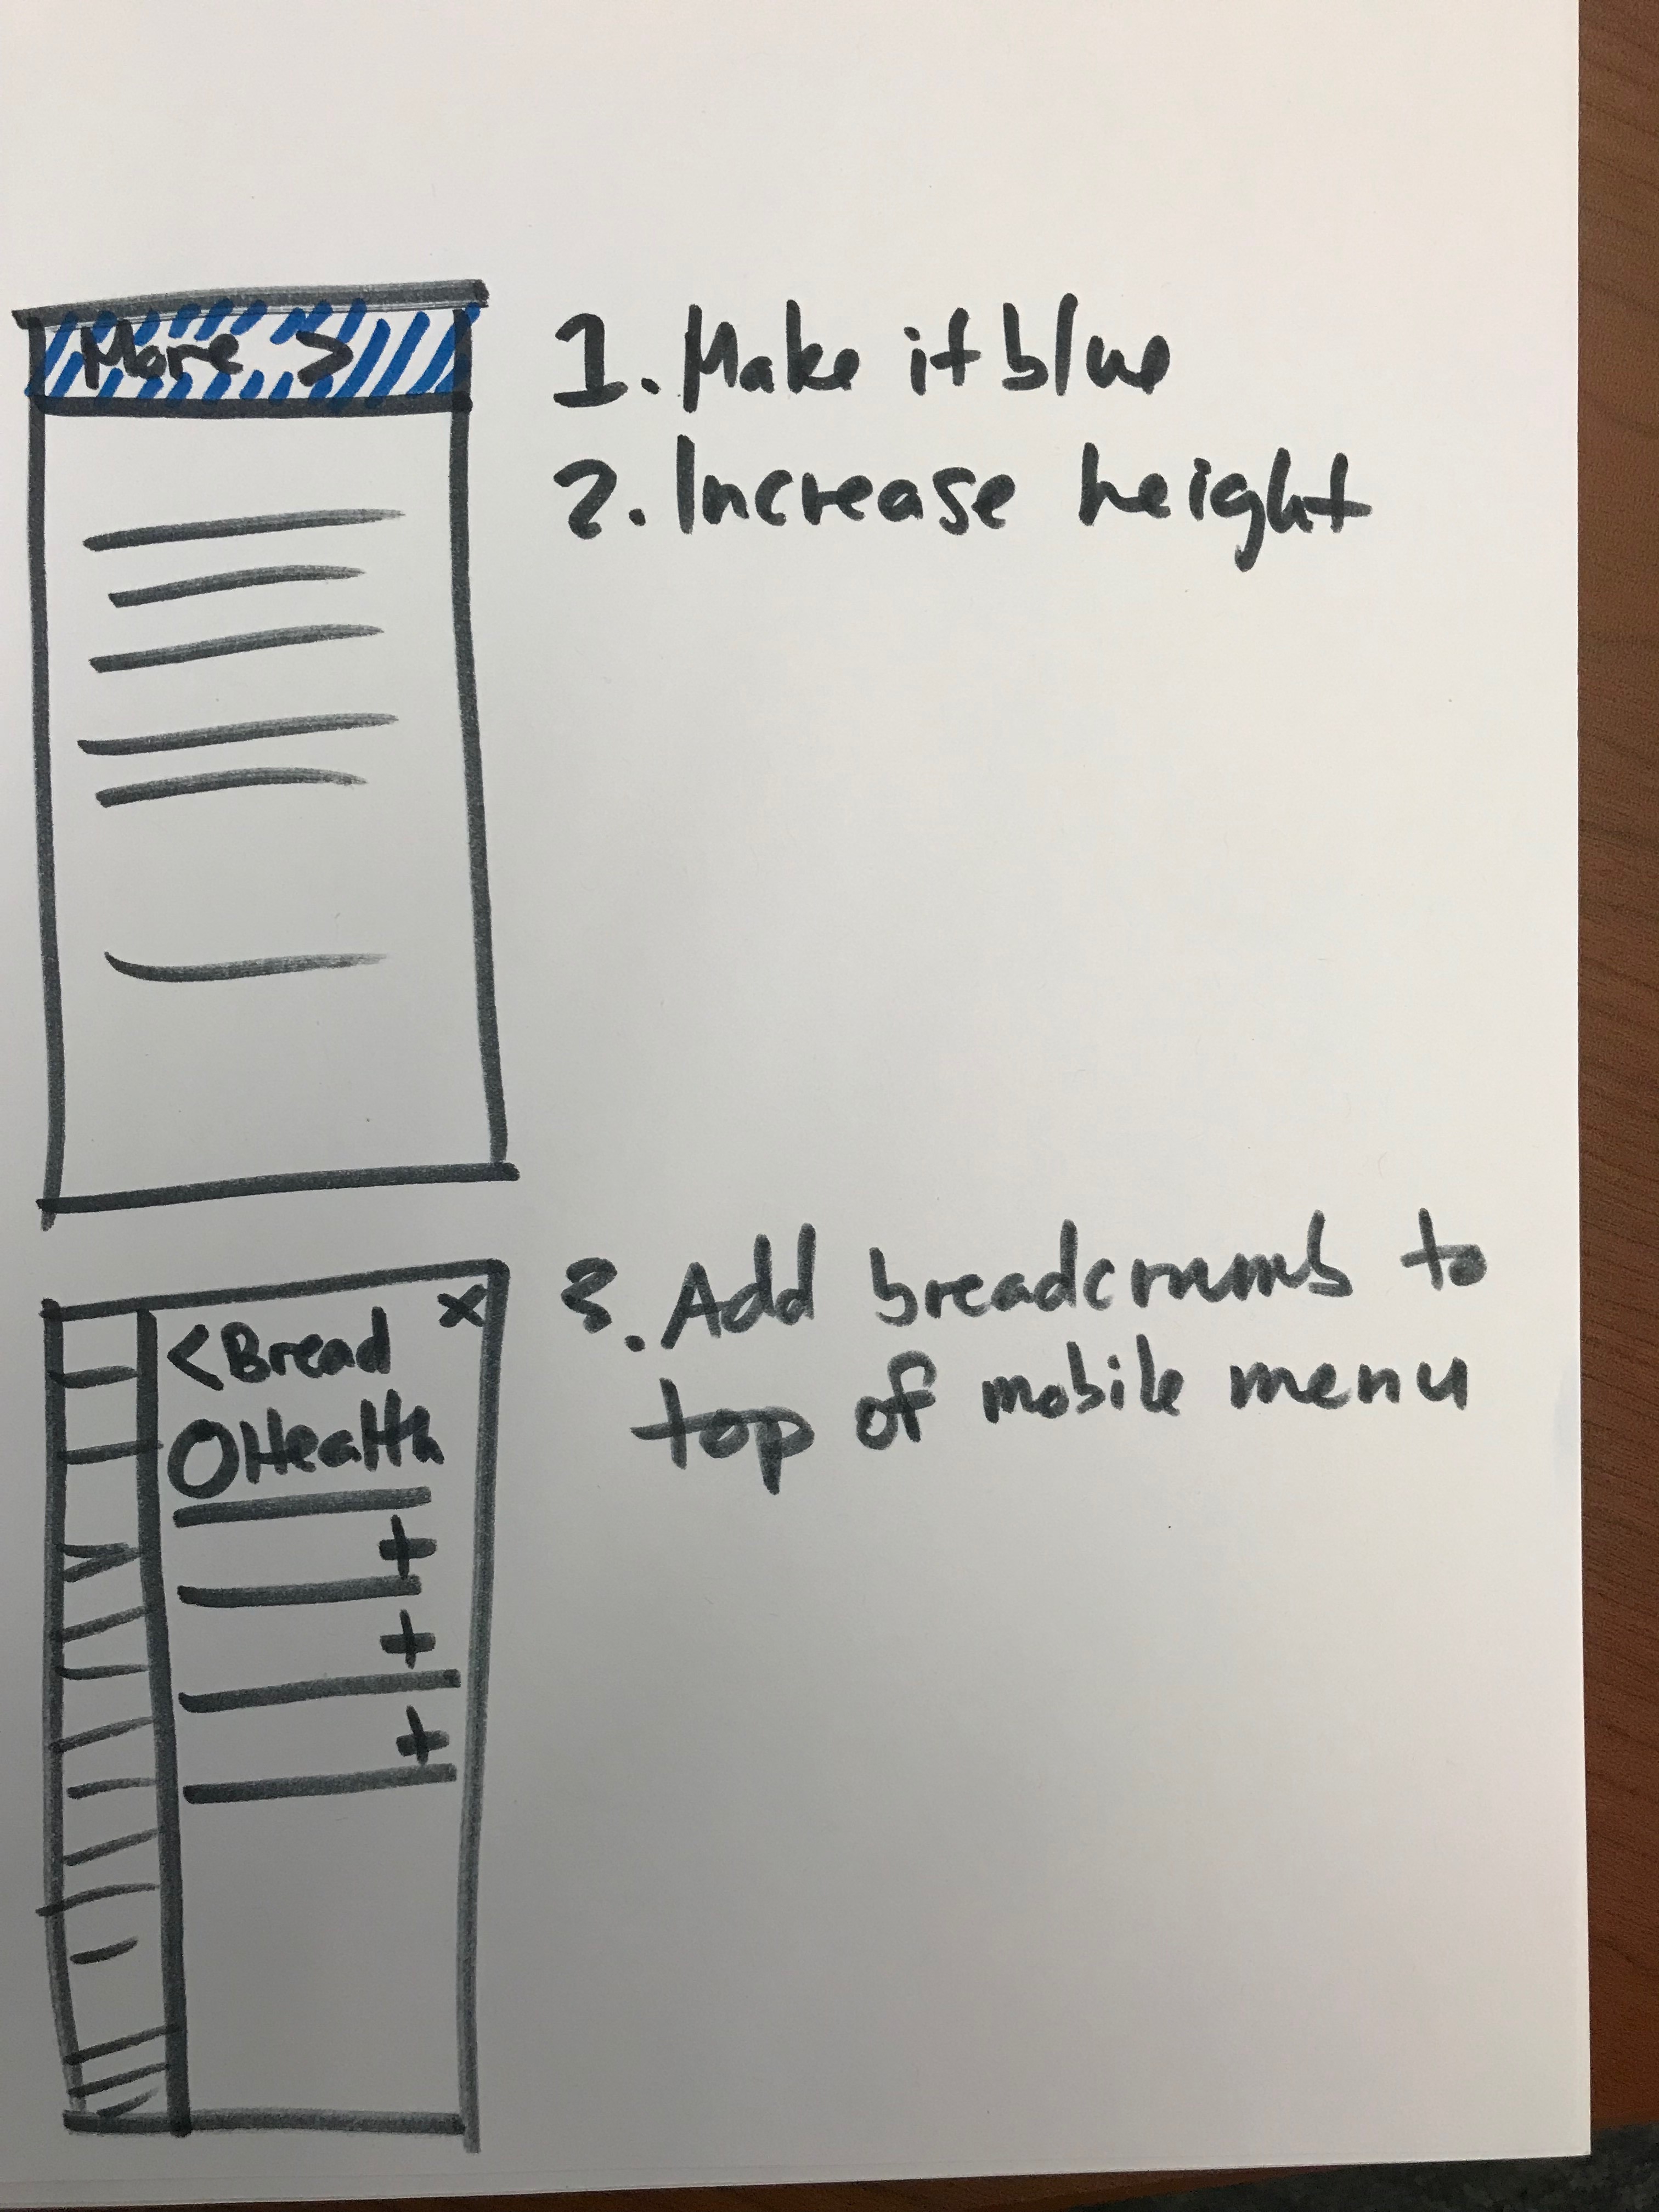 More >
1. Make it blue
2. Increase height
x
<Bread
OHealth
+
+
+
3. Add breadcrumbs to
top of mobile menu